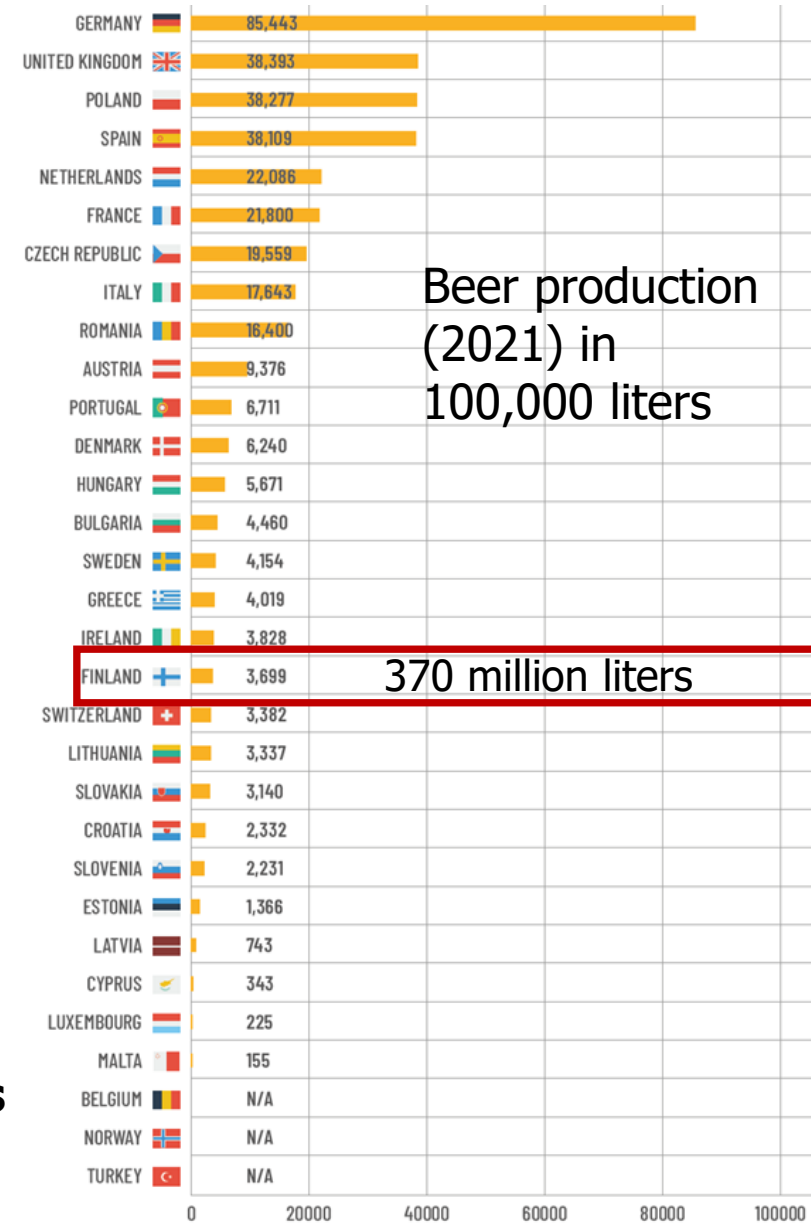 GERMANY 85,443
UNITED KINGDOM 38,393
POLAND 38,277
SPAIN 38,109
NETHERLANDS 22,086
FRANCE 21,800
CZECH REPUBLIC 19,559
ITALY 17,643
ROMANIA 16,400
AUSTRIA 9,376
PORTUGAL 6,711
DENMARK 6,240
HUNGARY 5,671
BULGARIA 4,460
SWEDEN 4,154
GREECE 4,019
IRELAND 3,828
FINLAND 3,699 370 million liters
SWITZERLAND 3,382
LITHUANIA 3,337
SLOVAKIA 3,140
CROATIA 2,332
SLOVENIA 2,231
ESTONIA 1,366
LATVIA 743
CYPRUS 343
LUXEMBOURG 225
MALTA 155
s
BELGIUM N/A
NORWAY N/A
TURKEY N/A
0 20000 40000 60000 80000 100000
Beer production
(2021) in
100,000 liters